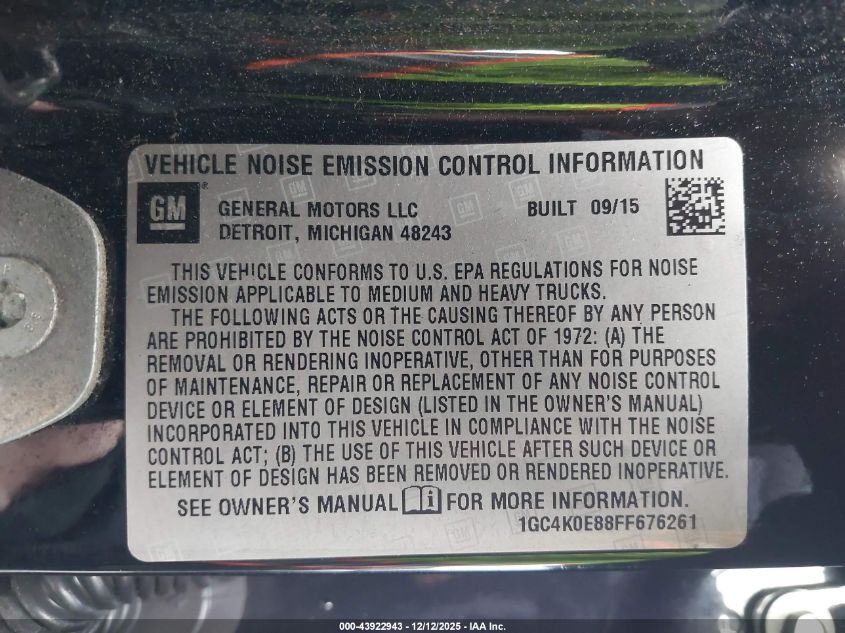 VEHICLE NOISE EMISSION CONTROL INFORMATION
GM ®
GENERAL MOTORS LLC BUILT 09/15
DETROIT, MICHIGAN 48243
THIS VEHICLE CONFORMS TO U.S. EPA REGULATIONS FOR NOISE
EMISSION APPLICABLE TO MEDIUM AND HEAVY TRUCKS.
THE FOLLOWING ACTS OR THE CAUSING THEREOF BY ANY PERSON
ARE PROHIBITED BY THE NOISE CONTROL ACT OF 1972: (A) THE
REMOVAL OR RENDERING INOPERATIVE, OTHER THAN FOR PURPOSES
OF MAINTENANCE, REPAIR OR REPLACEMENT OF ANY NOISE CONTROL
DEVICE OR ELEMENT OF DESIGN (LISTED IN THE OWNER'S MANUAL)
INCORPORATED INTO THIS VEHICLE IN COMPLIANCE WITH THE NOISE
CONTROL ACT; (B) THE USE OF THIS VEHICLE AFTER SUCH DEVICE OR
ELEMENT OF DESIGN HAS BEEN REMOVED OR RENDERED INOPERATIVE.
SEE OWNER'S MANUAL i FOR MORE INFORMATION.
1GC4K0E88FF676261
000-43922943 - 12/12/2025 - IAA Inc.